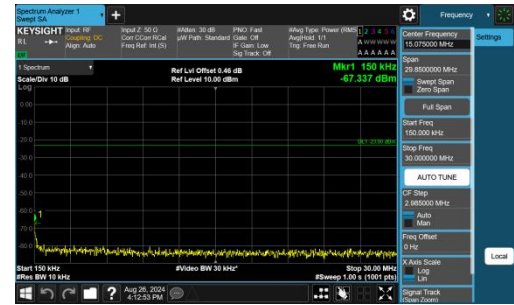 Spectrum Analyzer 1
Swept SA
Frequency
KEYSIGHT
Input: RF
Coupling: DC
Align: Auto
Input Z: 50 Ω
Corr CCorr RCal
Freq Ref: Int (S)
#Atten: 30 dB
µW Path: Standard
PNO: Fast
Gate: Off
IF Gain: Low
Sig Track: Off
#Avg Type: Power (RMS)
Avg|Hold: 1/1
Trig: Free Run
1 2 3 4 5 6
A W W W W W
A A A A A A
RL
1 Spectrum
Scale/Div 10 dB
Log
Ref Lvl Offset 0.46 dB
Ref Level 10.00 dBm
Mkr1 150 kHz
-67.337 dBm
0.00
-10.0
-20.0
-30.0
-40.0
-50.0
-60.0
-70.0
-80.0
1
Start 150 kHz
#Res BW 10 kHz
#Video BW 30 kHz*
Stop 30.00 MHz
#Sweep 1.00 s (1001 pts)
Center Frequency
15.075000 MHz
Settings
Span
29.8500000 MHz
Swept Span
Zero Span
Full Span
Start Freq
150.000 kHz
Stop Freq
30.000000 MHz
AUTO TUNE
CF Step
2.985000 MHz
Auto
Man
Freq Offset
0 Hz
X Axis Scale
Log
Lin
Local
Signal Track
(Span Zoom)
Aug 26, 2024
4:12:53 PM